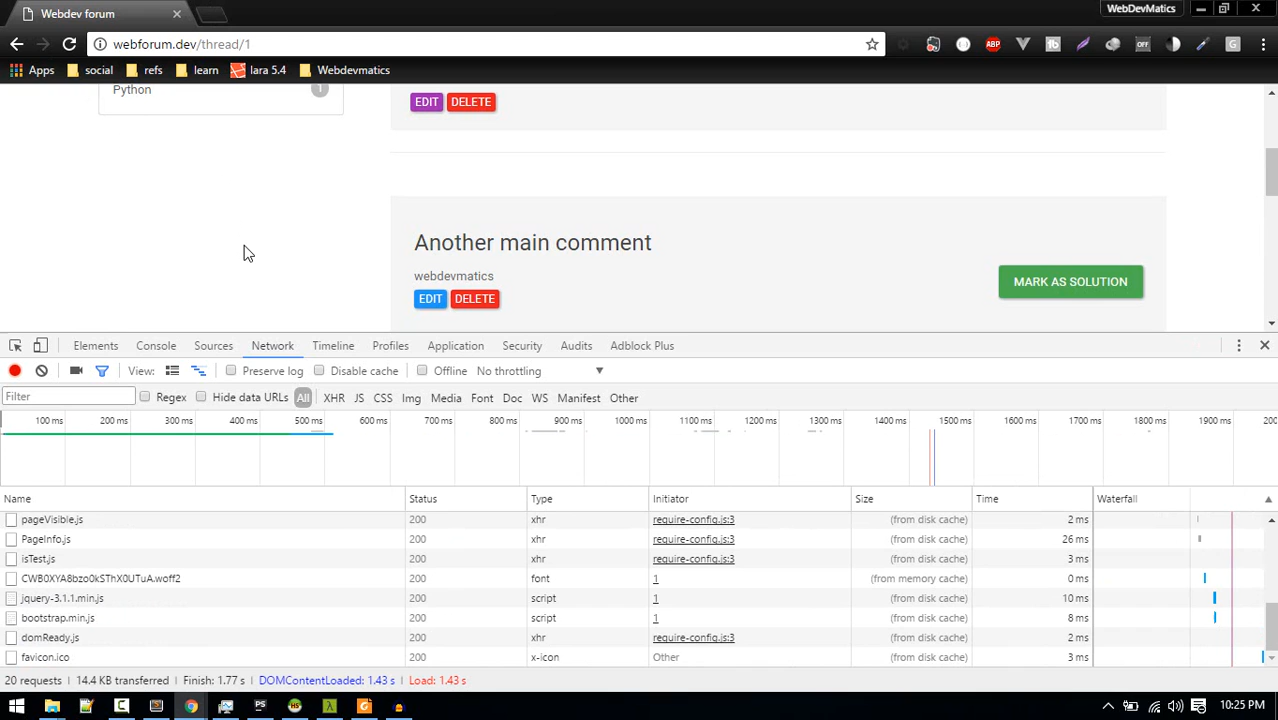 Webdev forum
WebDevMatics
webforum.dev/thread/1
ABP
OFF
Apps social refs learn lara 5.4 Webdevmatics
Python 1
EDIT DELETE
Another main comment
webdevmatics
EDIT DELETE
MARK AS SOLUTION
Elements Console Sources Network Timeline Profiles Application Security Audits Adblock Plus
View: Preserve log Disable cache Offline No throttling
Filter Regex Hide data URLs All XHR JS CSS Img Media Font Doc WS Manifest Other
100 ms 200 ms 300 ms 400 ms 500 ms 600 ms 700 ms 800 ms 900 ms 1000 ms 1100 ms 1200 ms 1300 ms 1400 ms 1500 ms 1600 ms 1700 ms 1800 ms 1900 ms 200
Name Status Type Initiator Size Time Waterfall
pageVisible.js 200 xhr require-config.js:3 (from disk cache) 2 ms
PageInfo.js 200 xhr require-config.js:3 (from disk cache) 26 ms
isTest.js 200 xhr require-config.js:3 (from disk cache) 3 ms
CWB0XYA8bzo0kSThX0UTuA.woff2 200 font 1 (from memory cache) 0 ms
jquery-3.1.1.min.js 200 script 1 (from disk cache) 10 ms
bootstrap.min.js 200 script 1 (from disk cache) 8 ms
domReady.js 200 xhr require-config.js:3 (from disk cache) 2 ms
favicon.ico 200 x-icon Other (from disk cache) 3 ms
20 requests | 14.4 KB transferred | Finish: 1.77 s | DOMContentLoaded: 1.43 s | Load: 1.43 s
10:25 PM